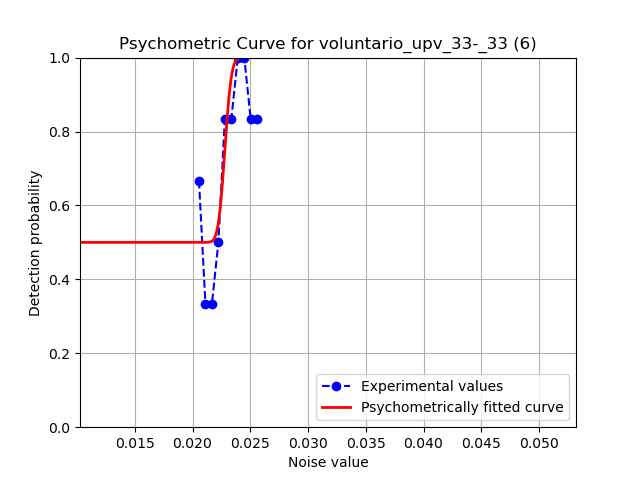 Psychometric Curve for voluntario_upv_33-_33 (6)
1.0
0.8
0.6
0.4
0.2
0.0
Detection probability
0.015 0.020 0.025 0.030 0.035 0.040 0.045 0.050
Noise value
Experimental values
Psychometrically fitted curve